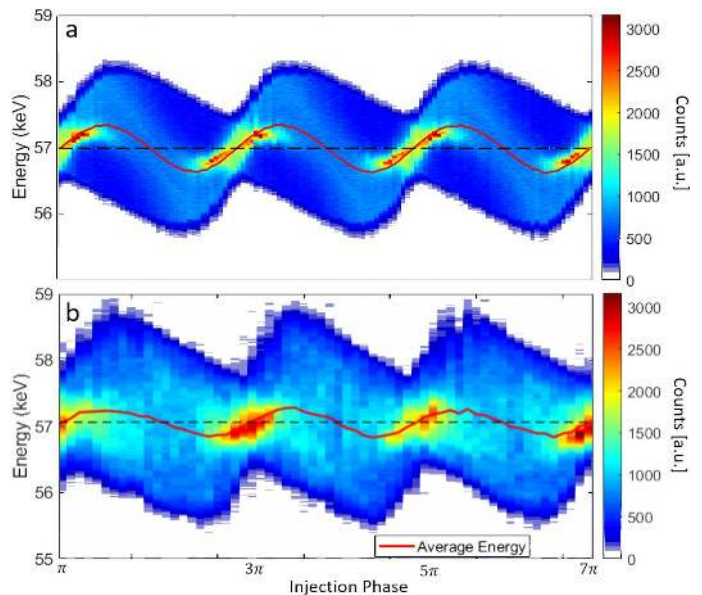 a
59
58
57
56
Energy (keV)
3000
2500
2000
1500
1000
500
0
Counts [a.u.]
b
59
58
57
56
55
Energy (keV)
3000
2500
2000
1500
1000
500
0
Counts [a.u.]
Average Energy
π 3π 5π 7π
Injection Phase